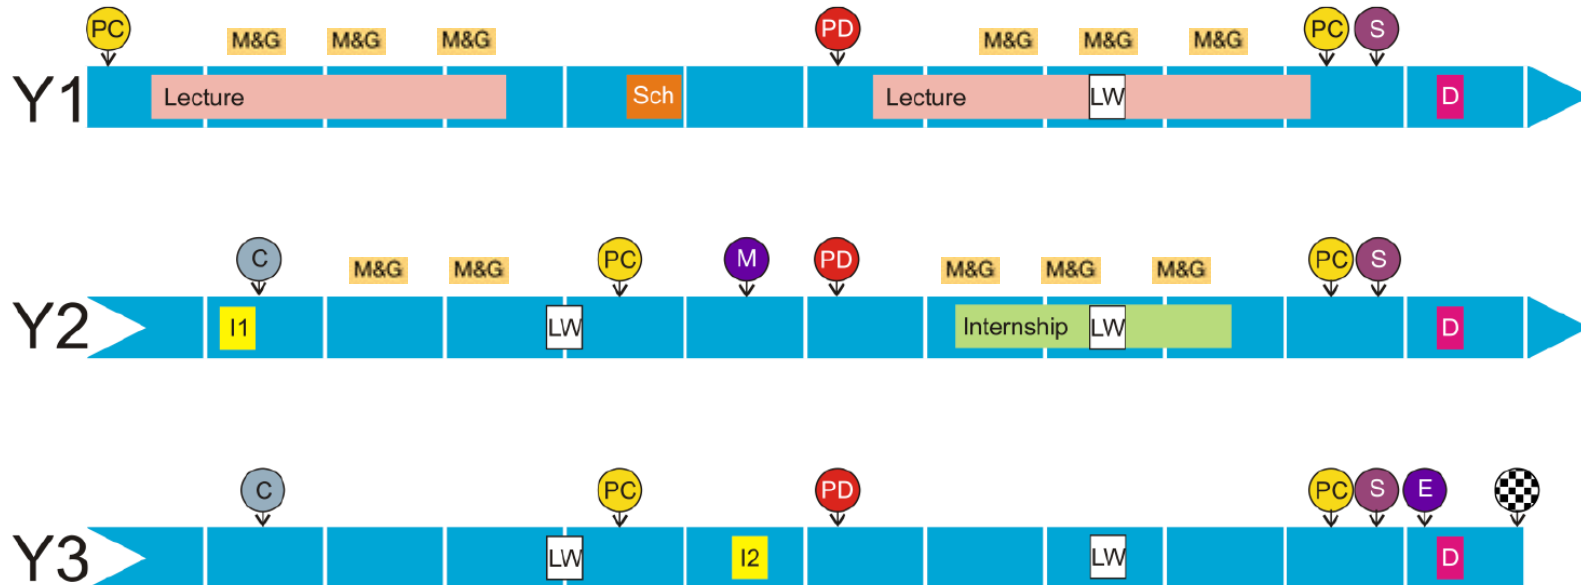 PC M&G M&G M&G PD M&G M&G M&G PC S
Y1 Lecture Sch Lecture LW D
C M&G M&G PC M PD M&G M&G M&G PC S
Y2 I1 LW Internship LW D
C PC PD PC S E
Y3 LW I2 LW D